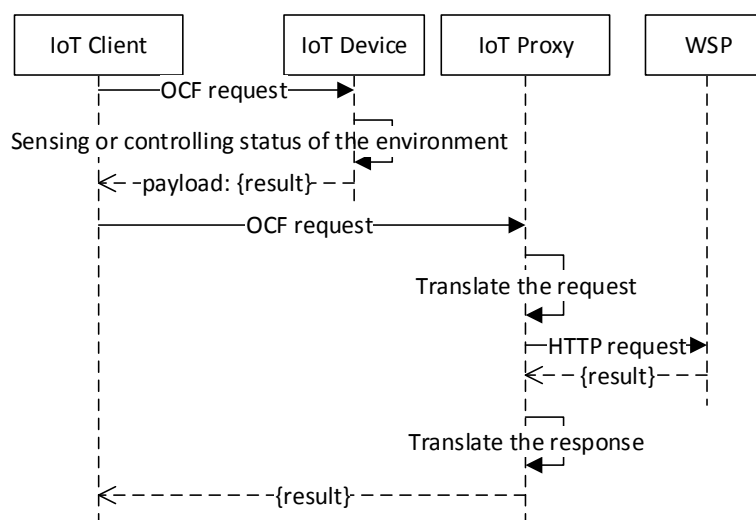 IoT Client
IoT Device
IoT Proxy
WSP
OCF request
Sensing or controlling status of the environment
payload: {result}
OCF request
Translate the request
HTTP request
{result}
Translate the response
{result}